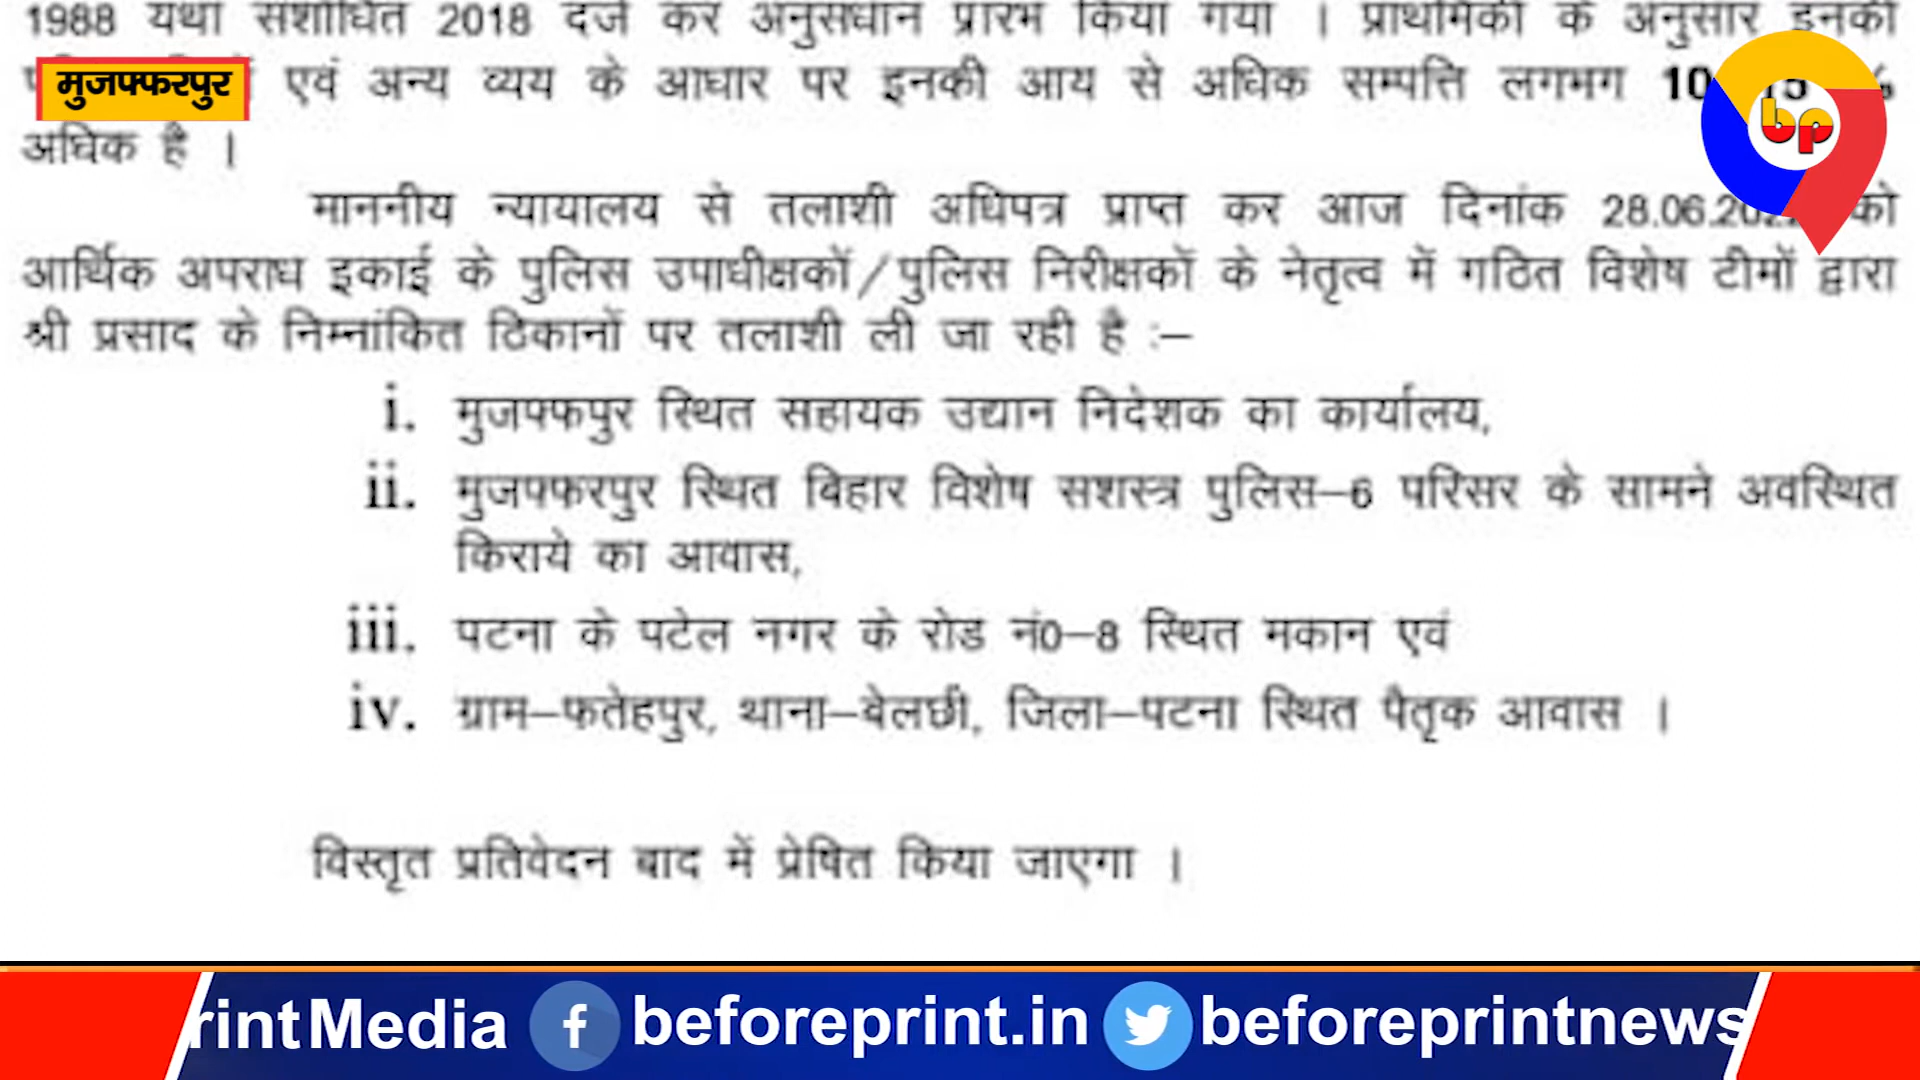 1988 यथा संशोधित 2018 दर्ज कर अनुसंधान प्रारंभ किया गया । प्राथमिकी के अनुसार इनकी
मुजफ्फरपुर
एवं अन्य व्यय के आधार पर इनकी आय से अधिक सम्पत्ति लगभग
अधिक है ।
bp
माननीय न्यायालय से तलाशी अधिपत्र प्राप्त कर आज दिनांक को
आर्थिक अपराध इकाई के पुलिस उपाधीक्षकों/पुलिस निरीक्षकों के नेतृत्व में गठित विशेष टीमों द्वारा
श्री प्रसाद के निम्नांकित ठिकानों पर तलाशी ली जा रही है :–
i. मुजफ्फपुर स्थित सहायक उद्यान निदेशक का कार्यालय,
ii. मुजफ्फरपुर स्थित बिहार विशेष सशस्त्र पुलिस–6 परिसर के सामने अवस्थित
किराये का आवास,
iii. पटना के पटेल नगर के रोड नं0–8 स्थित मकान एवं
iv. ग्राम–फतेहपुर, थाना–बेलछी, जिला–पटना स्थित पैतृक आवास ।
विस्तृत प्रतिवेदन बाद में प्रेषित किया जाएगा ।
rint Media beforeprint.in beforeprintnews